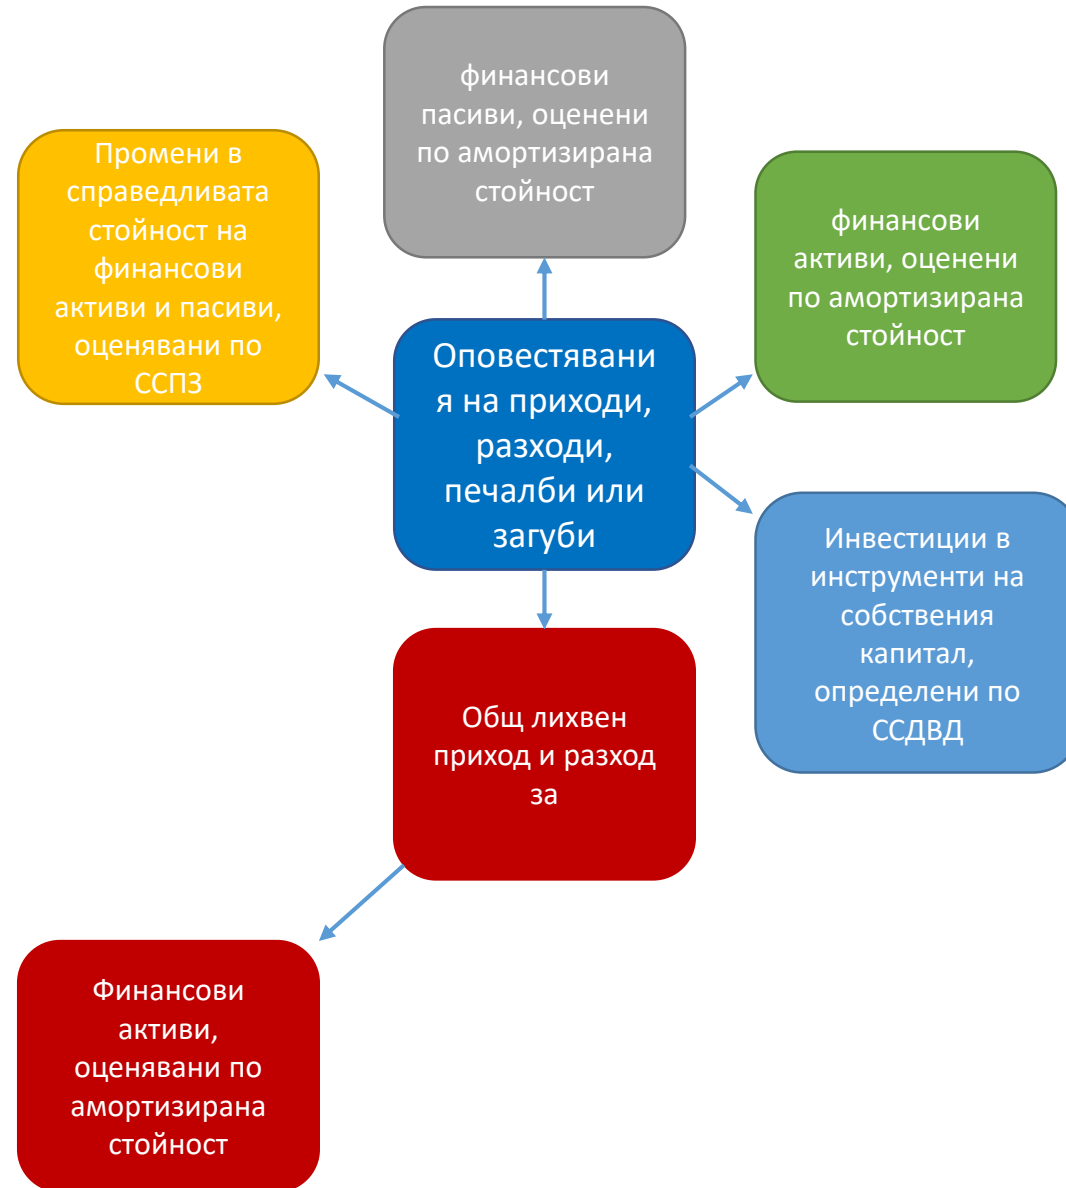 финансови
пасиви, оценени
по амортизирана
стойност
Промени в
справедливата
стойност на
финансови
активи и пасиви,
оценявани по
ССПЗ
финансови
активи, оценени
по амортизирана
стойност
Оповестявани
я на приходи,
разходи,
печалби или
загуби
Инвестиции в
инструменти на
собствения
капитал,
определени по
ССДВД
Общ лихвен
приход и разход
за
Финансови
активи,
оценявани по
амортизирана
стойност